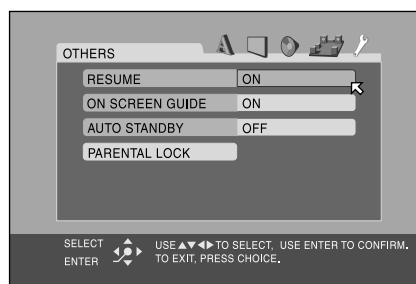 OTHERS
RESUME ON
ON SCREEN GUIDE ON
AUTO STANDBY OFF
PARENTAL LOCK
SELECT USE ▲▼◀▶ TO SELECT, USE ENTER TO CONFIRM.
ENTER TO EXIT, PRESS CHOICE.